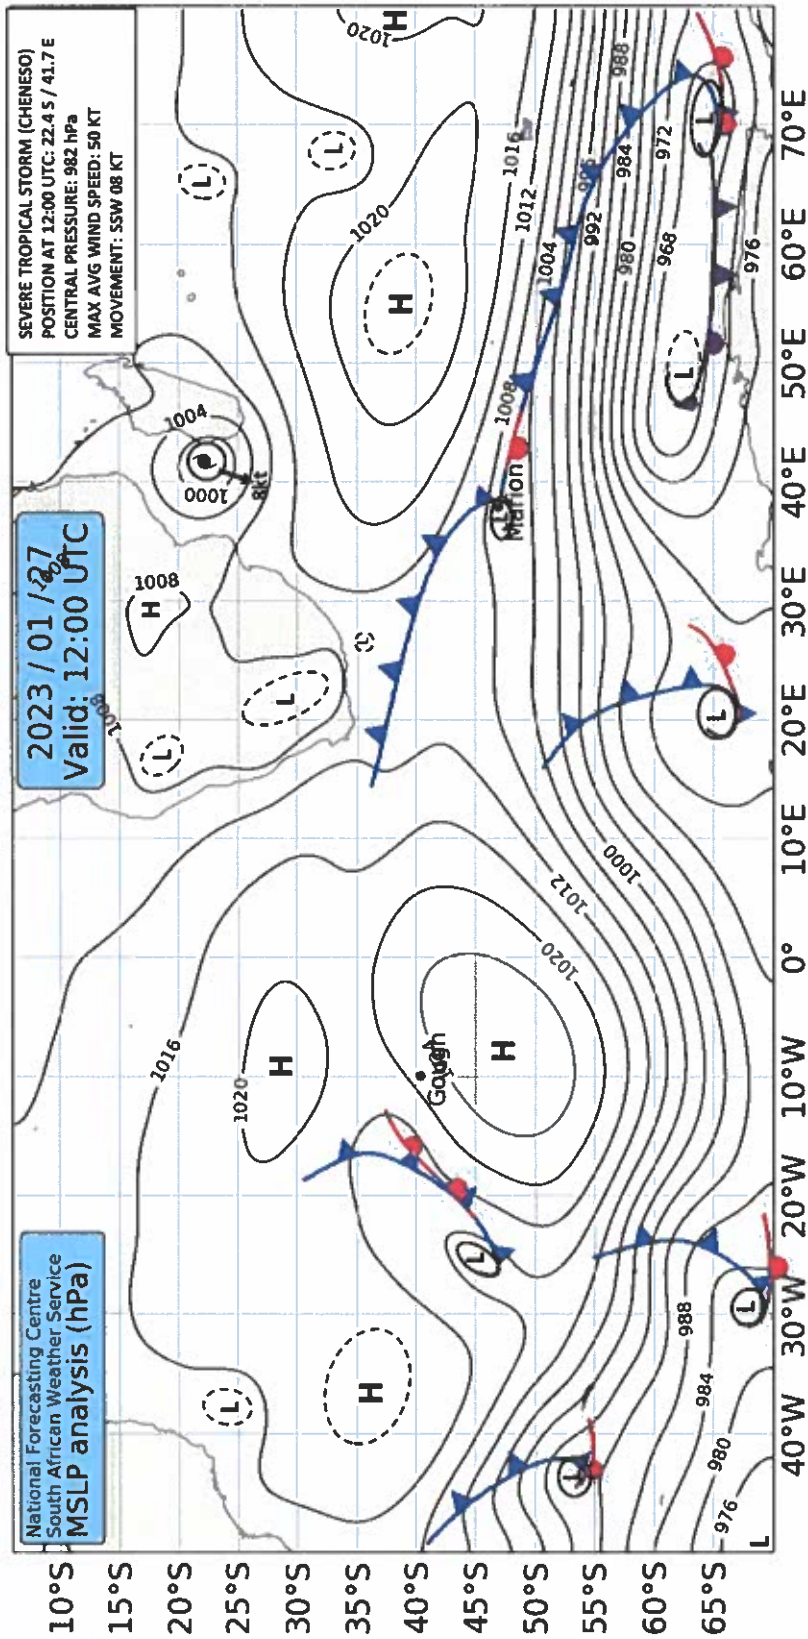 National Forecasting Centre
South African Weather Service
MSLP analysis (hPa)
2023 / 01 / 27
Valid: 12:00 UTC
SEVERE TROPICAL STORM (CHENESO)
POSITION AT 12:00 UTC: 22.4 S / 41.7 E
CENTRAL PRESSURE: 982 hPa
MAX AVG WIND SPEED: 50 KT
MOVEMENT: SSW 08 KT
10°S
15°S
20°S
25°S
30°S
35°S
40°S
45°S
50°S
55°S
60°S
65°S
40°W
30°W
20°W
10°W
0°
10°E
20°E
30°E
40°E
50°E
60°E
70°E
L
H
L
L
L
L
976
980
984
988
1016
1020
H
Gough
H
1020
1012
1000
L
1008
L
H
1008
L
L
L
Marion
1000
1004
8kt
1008
H
1020
L
L
H
1020
1016
1012
1004
992
996
988
984
980
972
968
976
L
L